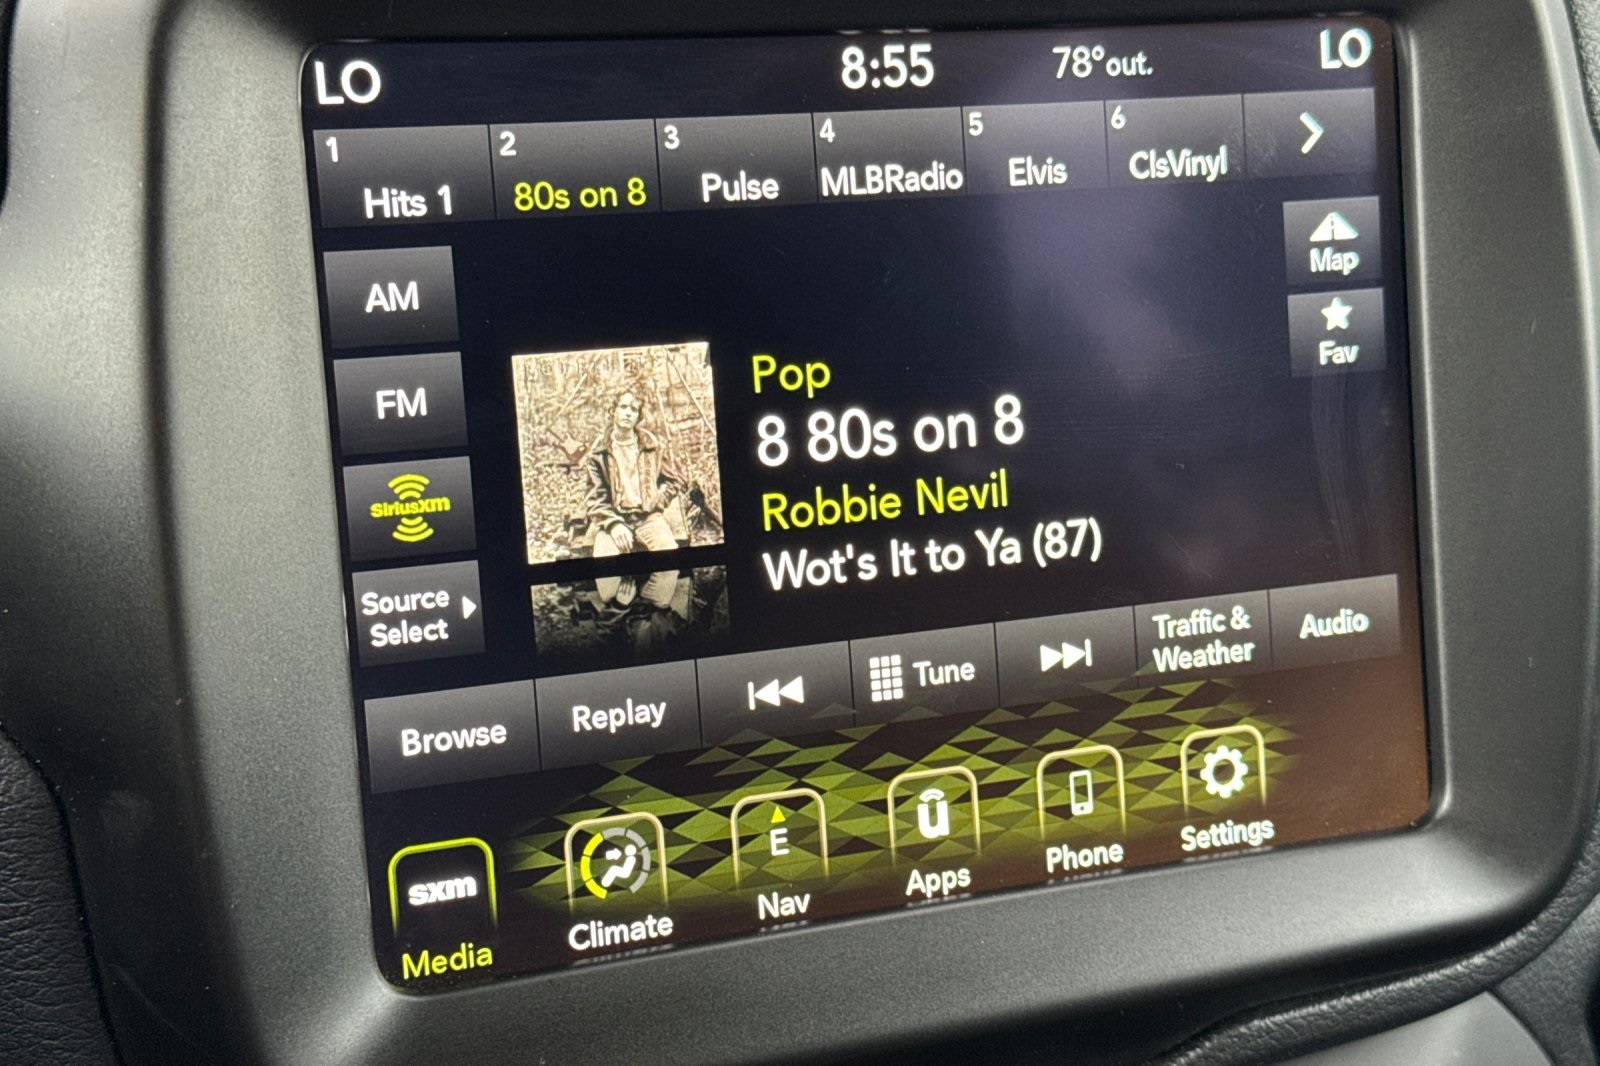 LO 8:55 78° out. LO
1 2 3 4 5 6
Hits 1 80s on 8 Pulse MLBRadio Elvis ClsVinyl
Map
AM
Fav
Pop
FM
8 80s on 8
SiriusXm
Robbie Nevil
Wot's It to Ya (87)
Source
Select
Browse Replay Tune Traffic &
Weather Audio
sxm E u
Media Climate Nav Apps Phone Settings